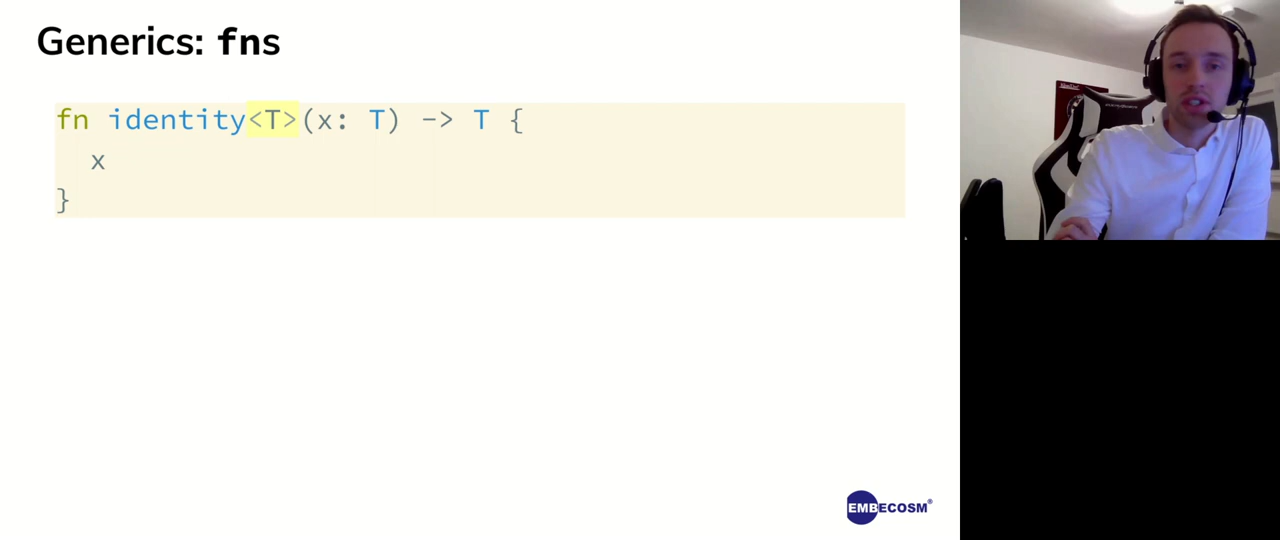 Generics: fns
fn identity<T>(x: T) -> T {
x
}
EMBECOSM®